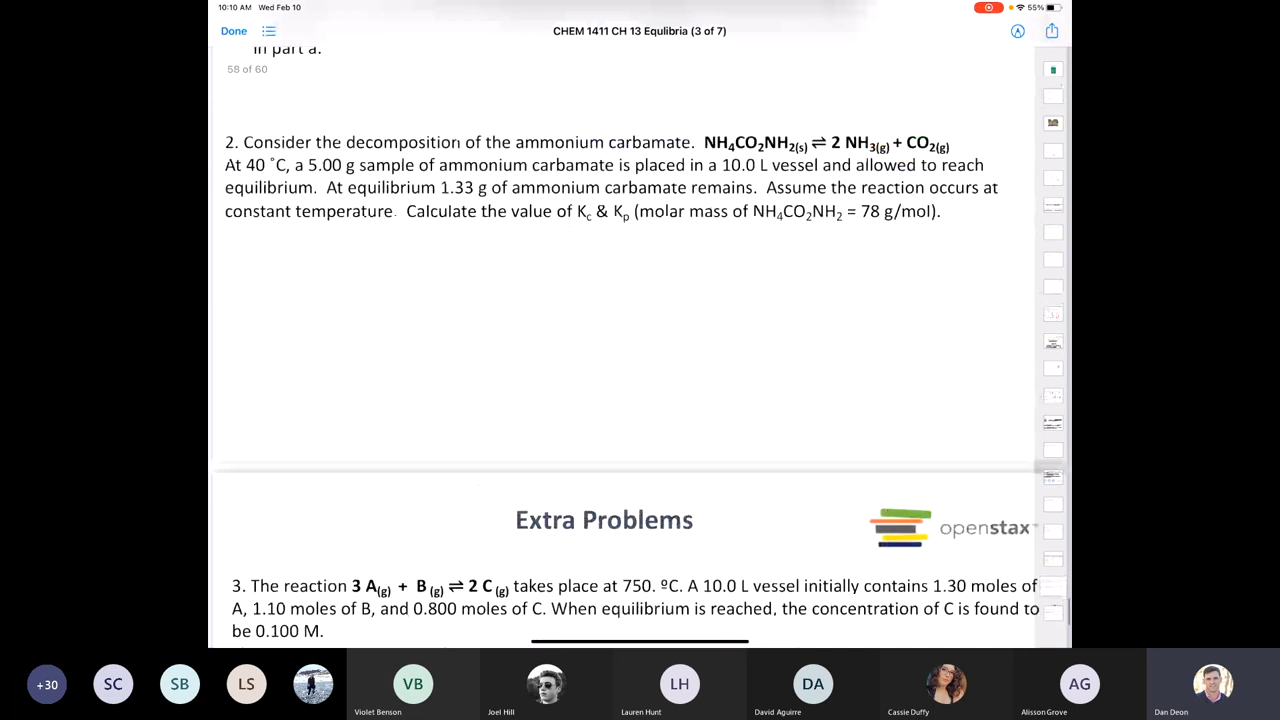 10:10 AM Wed Feb 10
55%
Done
CHEM 1411 CH 13 Equlibria (3 of 7)
in part a.
58 of 60
2. Consider the decomposition of the ammonium carbamate. NH₄CO₂NH₂(s) ⇌ 2 NH₃(g) + CO₂(g)
At 40 ˚C, a 5.00 g sample of ammonium carbamate is placed in a 10.0 L vessel and allowed to reach
equilibrium. At equilibrium 1.33 g of ammonium carbamate remains. Assume the reaction occurs at
constant temperature. Calculate the value of Kc & Kp (molar mass of NH₄CO₂NH₂ = 78 g/mol).
Extra Problems
openstax
3. The reaction 3 A(g) + B (g) ⇌ 2 C (g) takes place at 750. ºC. A 10.0 L vessel initially contains 1.30 moles of
A, 1.10 moles of B, and 0.800 moles of C. When equilibrium is reached, the concentration of C is found to
be 0.100 M.
+30
SC
SB
LS
VB
LH
DA
AG
Violet Benson
Joel Hill
Lauren Hunt
David Aguirre
Cassie Duffy
Alisson Grove
Dan Deon